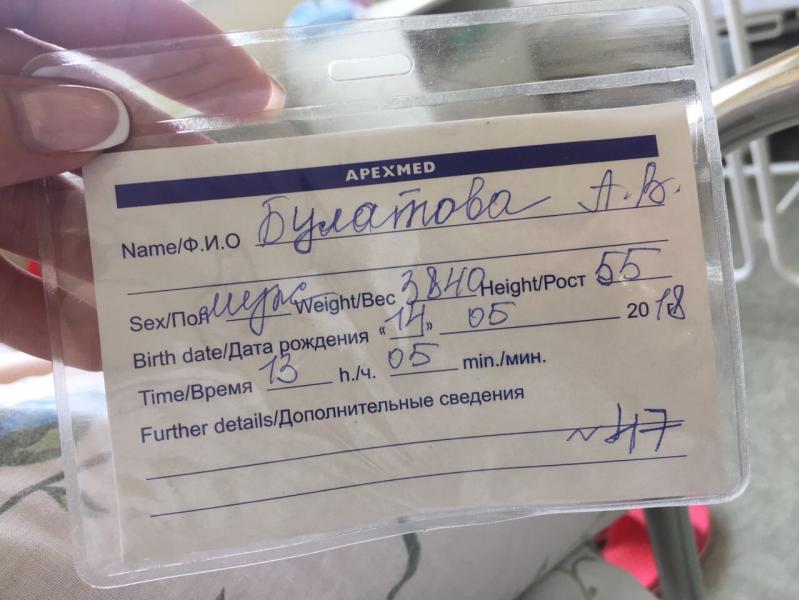 APEXMED
Name/Ф.И.О Булатова А.В.
Sex/Пол муж Weight/Вес 3840 Height/Рост 55
Birth date/Дата рождения «14» 05 2018
Time/Время 13 h./ч. 05 min./мин.
Further details/Дополнительные сведения